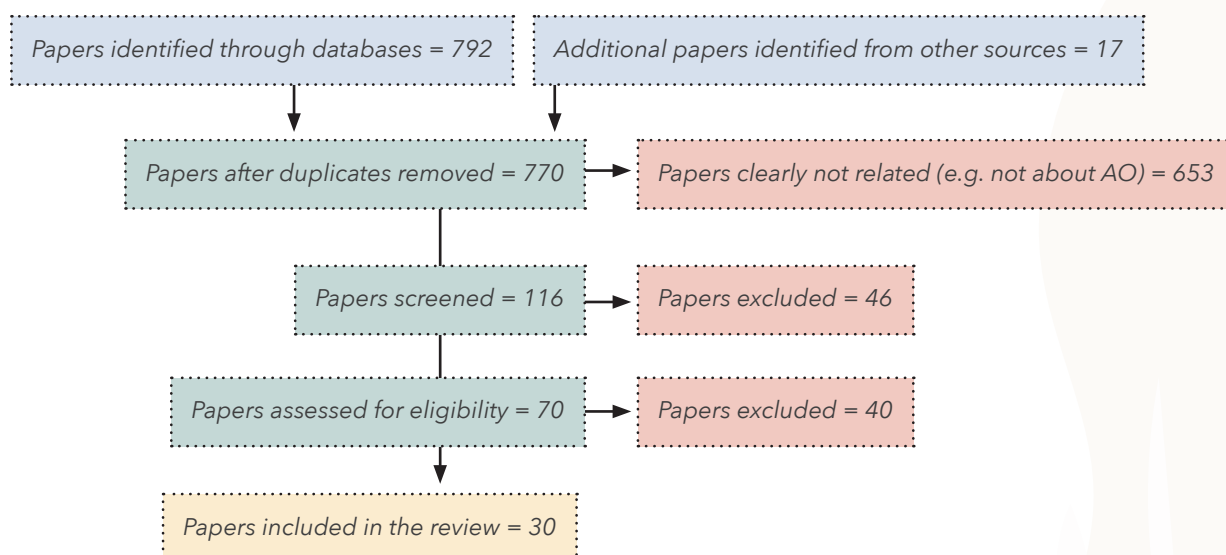 Papers identified through databases = 792
Additional papers identified from other sources = 17
Papers after duplicates removed = 770
Papers clearly not related (e.g. not about AO) = 653
Papers screened = 116
Papers excluded = 46
Papers assessed for eligibility = 70
Papers excluded = 40
Papers included in the review = 30